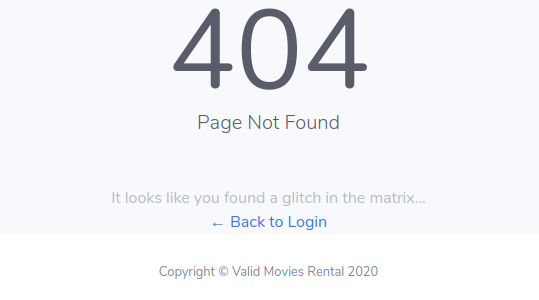 404
Page Not Found
It looks like you found a glitch in the matrix...
← Back to Login
Copyright © Valid Movies Rental 2020